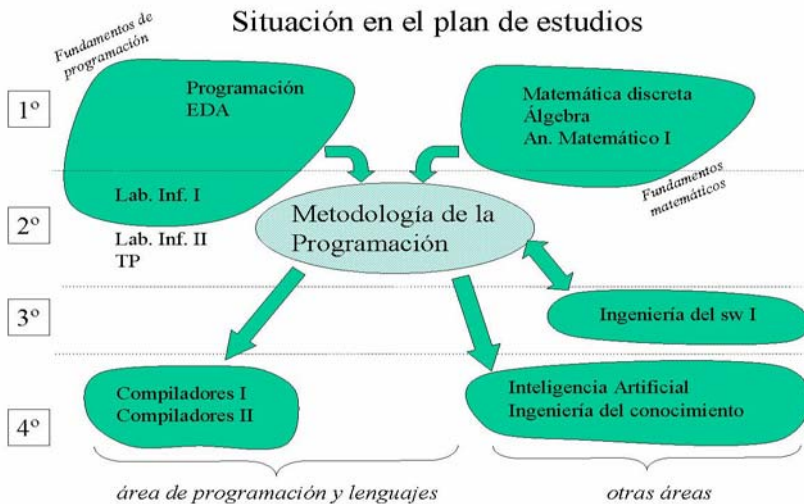 Situación en el plan de estudios
Fundamentos de
programación
1º
Programación
EDA
Matemática discreta
Álgebra
An. Matemático I
Fundamentos
matemáticos
Lab. Inf. I
2º
Lab. Inf. II
TP
Metodología de la
Programación
3º
Ingeniería del sw I
4º
Compiladores I
Compiladores II
Inteligencia Artificial
Ingeniería del conocimiento
área de programación y lenguajes
otras áreas